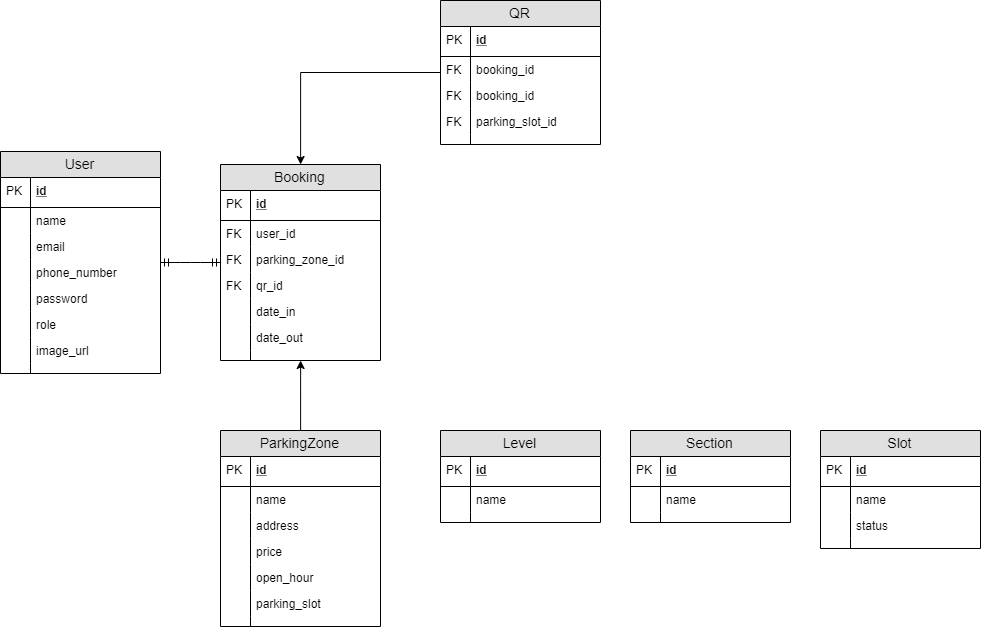 QR
PK id
FK booking_id
FK booking_id
FK parking_slot_id
User
PK id
name
email
phone_number
password
role
image_url
Booking
PK id
FK user_id
FK parking_zone_id
FK qr_id
date_in
date_out
ParkingZone
PK id
name
address
price
open_hour
parking_slot
Level
PK id
name
Section
PK id
name
Slot
PK id
name
status